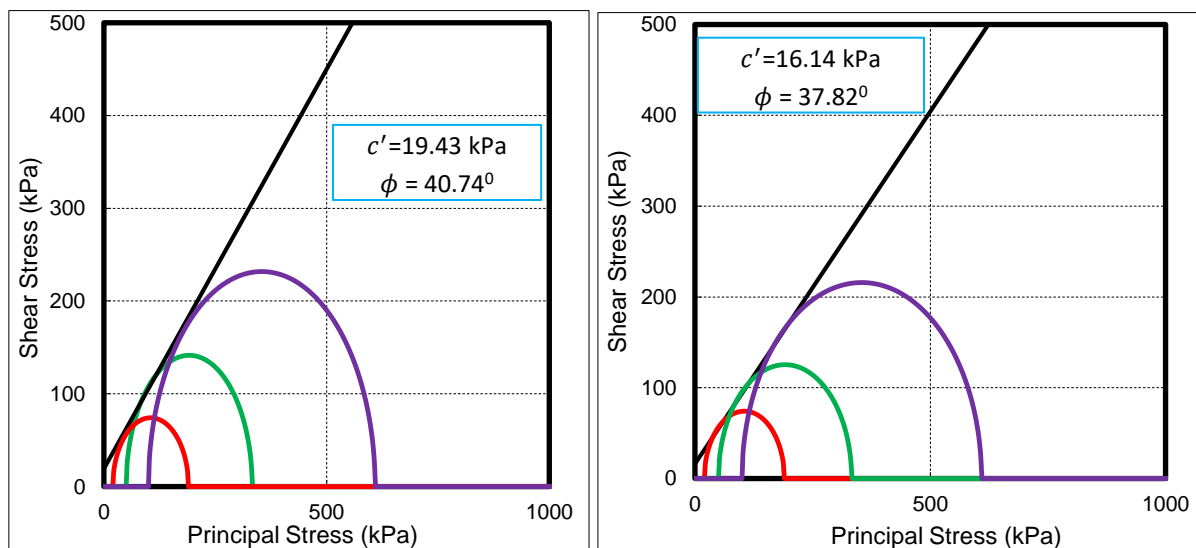 500
400
300
200
100
0
Shear Stress (kPa)
c′=19.43 kPa
ϕ = 40.74⁰
0
500
1000
Principal Stress (kPa)
500
400
300
200
100
0
Shear Stress (kPa)
c′=16.14 kPa
ϕ = 37.82⁰
0
500
1000
Principal Stress (kPa)